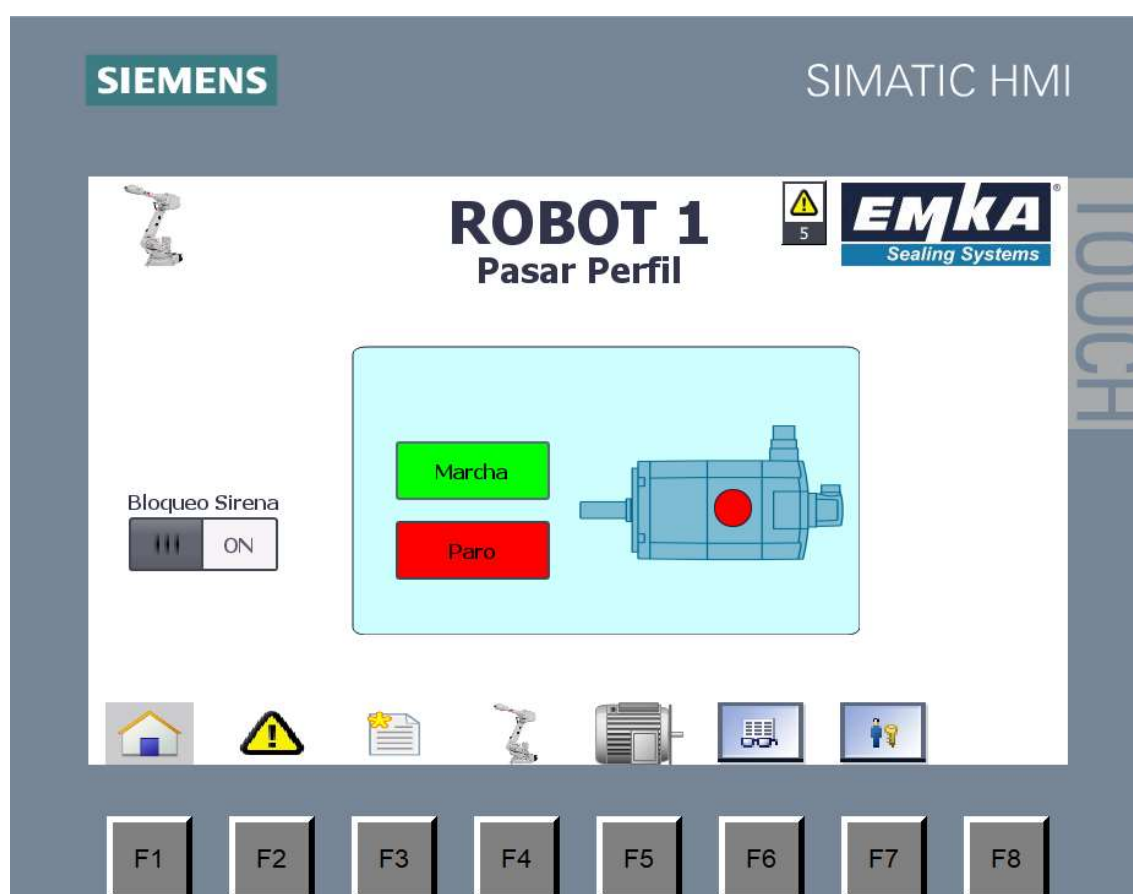 SIEMENS
SIMATIC HMI
TOUCH
ROBOT 1
Pasar Perfil
5
EMKA®
Sealing Systems
Marcha
Paro
Bloqueo Sirena
ON
F1 F2 F3 F4 F5 F6 F7 F8